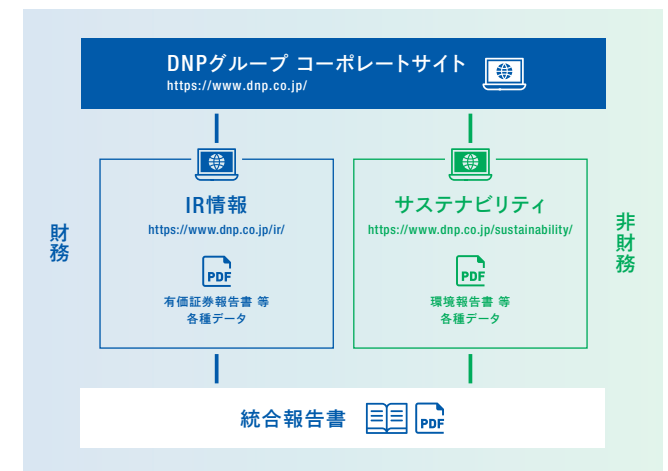 DNPグループ コーポレートサイト
https://www.dnp.co.jp/
財務
IR情報
https://www.dnp.co.jp/ir/
PDF
有価証券報告書 等
各種データ
サステナビリティ
https://www.dnp.co.jp/sustainability/
PDF
環境報告書 等
各種データ
非財務
統合報告書
PDF